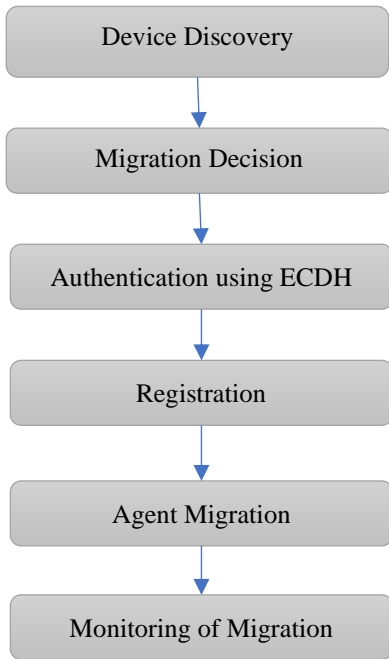 Device Discovery
Migration Decision
Authentication using ECDH
Registration
Agent Migration
Monitoring of Migration